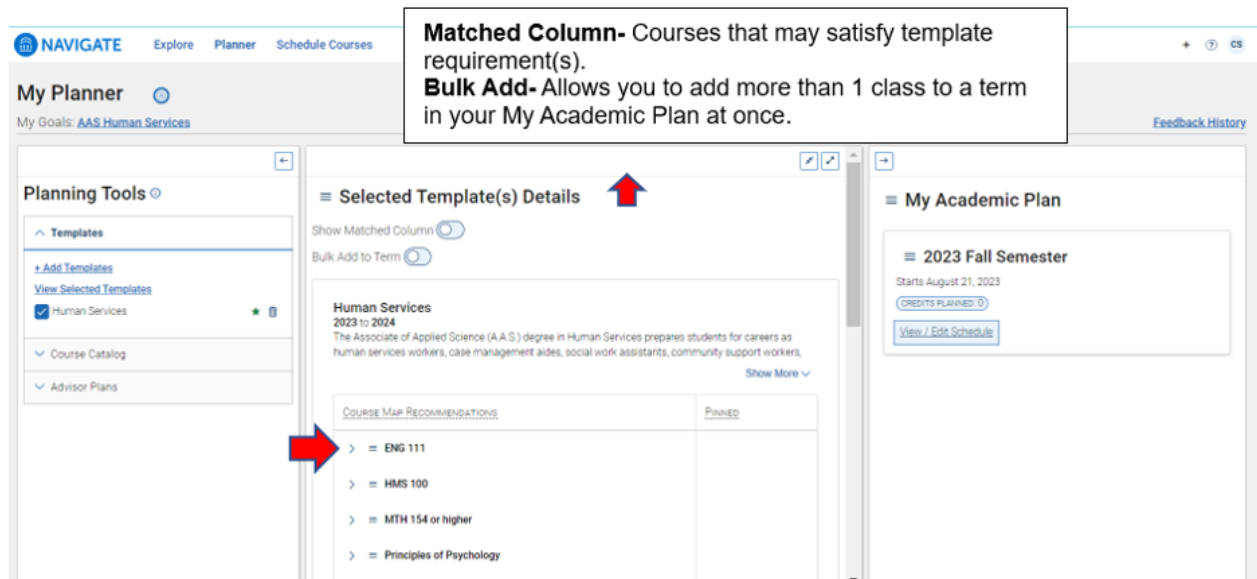 Matched Column- Courses that may satisfy template
requirement(s).
Bulk Add- Allows you to add more than 1 class to a term
in your My Academic Plan at once.
NAVIGATE Explore Planner Schedule Courses + ? CS
My Planner
My Goals: AAS Human Services
Feedback History
Planning Tools
Templates
+ Add Templates
View Selected Templates
Human Services
Course Catalog
Advisor Plans
Selected Template(s) Details
Show Matched Column
Bulk Add to Term
Human Services
2023 to 2024
The Associate of Applied Science (A.A.S.) degree in Human Services prepares students for careers as
human services workers, case management aides, social work assistants, community support workers,
Show More
COURSE MAP RECOMMENDATIONS PINNED
ENG 111
HMS 100
MTH 154 or higher
Principles of Psychology
My Academic Plan
2023 Fall Semester
Starts August 21, 2023
CREDITS PLANNED: 0
View / Edit Schedule